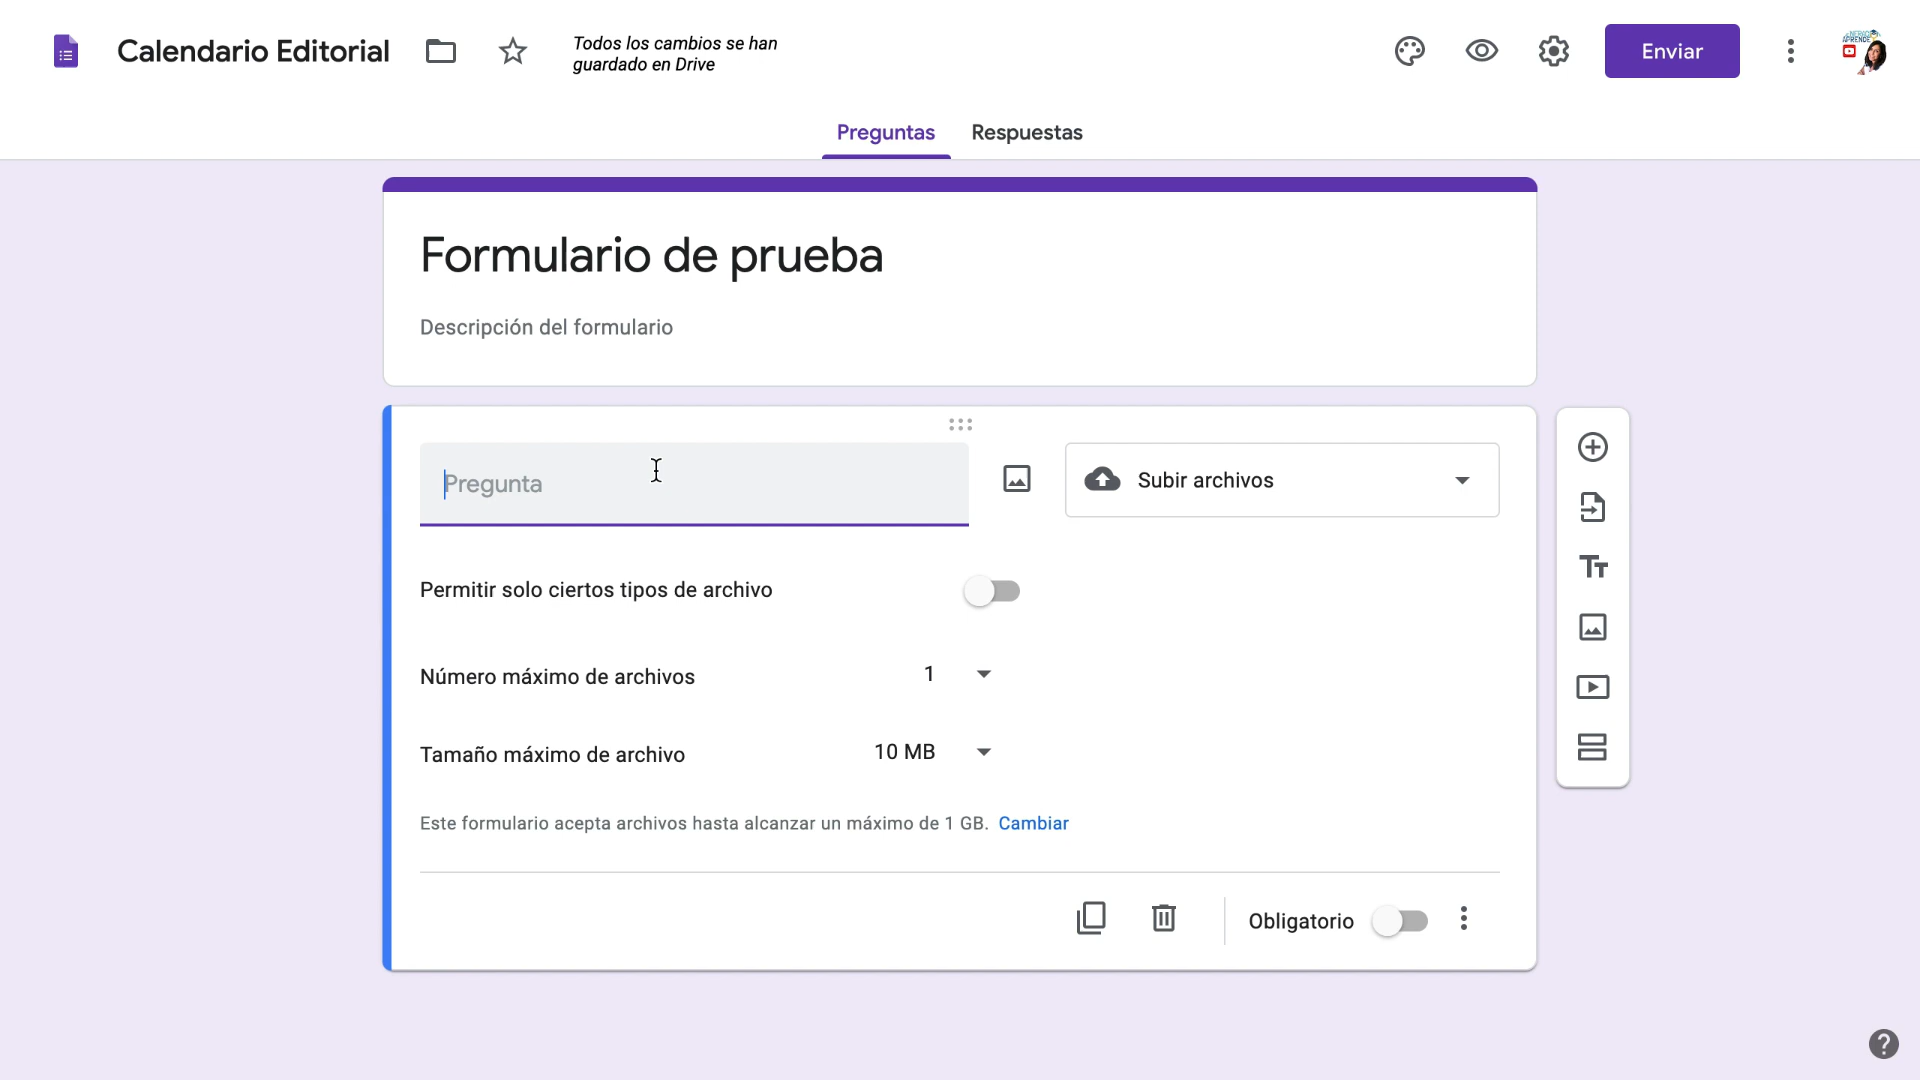 Calendario Editorial
Todos los cambios se han
guardado en Drive
Enviar
Preguntas Respuestas
Formulario de prueba
Descripción del formulario
Pregunta
Subir archivos
Permitir solo ciertos tipos de archivo
Número máximo de archivos 1
Tamaño máximo de archivo 10 MB
Este formulario acepta archivos hasta alcanzar un máximo de 1 GB. Cambiar
Obligatorio